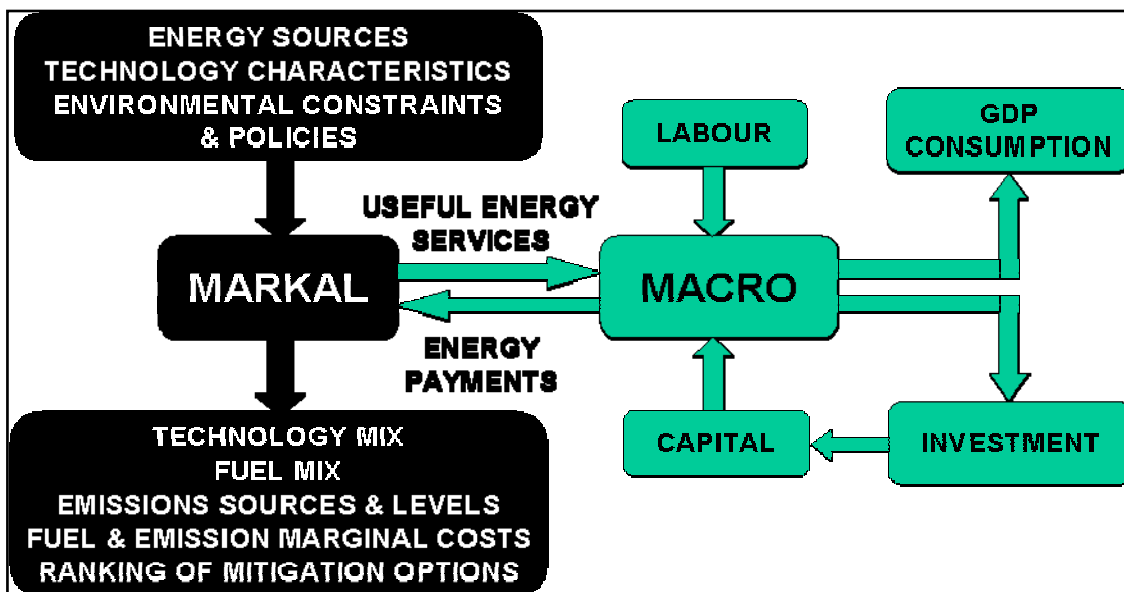 ENERGY SOURCES
TECHNOLOGY CHARACTERISTICS
ENVIRONMENTAL CONSTRAINTS
& POLICIES
LABOUR
GDP
CONSUMPTION
USEFUL ENERGY
SERVICES
MARKAL
MACRO
ENERGY
PAYMENTS
TECHNOLOGY MIX
FUEL MIX
EMISSIONS SOURCES & LEVELS
FUEL & EMISSION MARGINAL COSTS
RANKING OF MITIGATION OPTIONS
CAPITAL
INVESTMENT